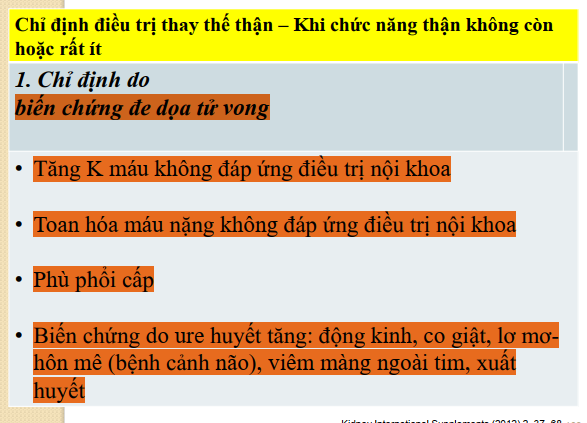 Chỉ định điều trị thay thế thận – Khi chức năng thận không còn
hoặc rất ít
1. Chỉ định do
biến chứng đe dọa tử vong
• Tăng K máu không đáp ứng điều trị nội khoa
• Toan hóa máu nặng không đáp ứng điều trị nội khoa
• Phù phổi cấp
• Biến chứng do ure huyết tăng: động kinh, co giật, lơ mơ-
hôn mê (bệnh cảnh não), viêm màng ngoài tim, xuất
huyết
Kidney International Supplements (2012) 2, 37–68